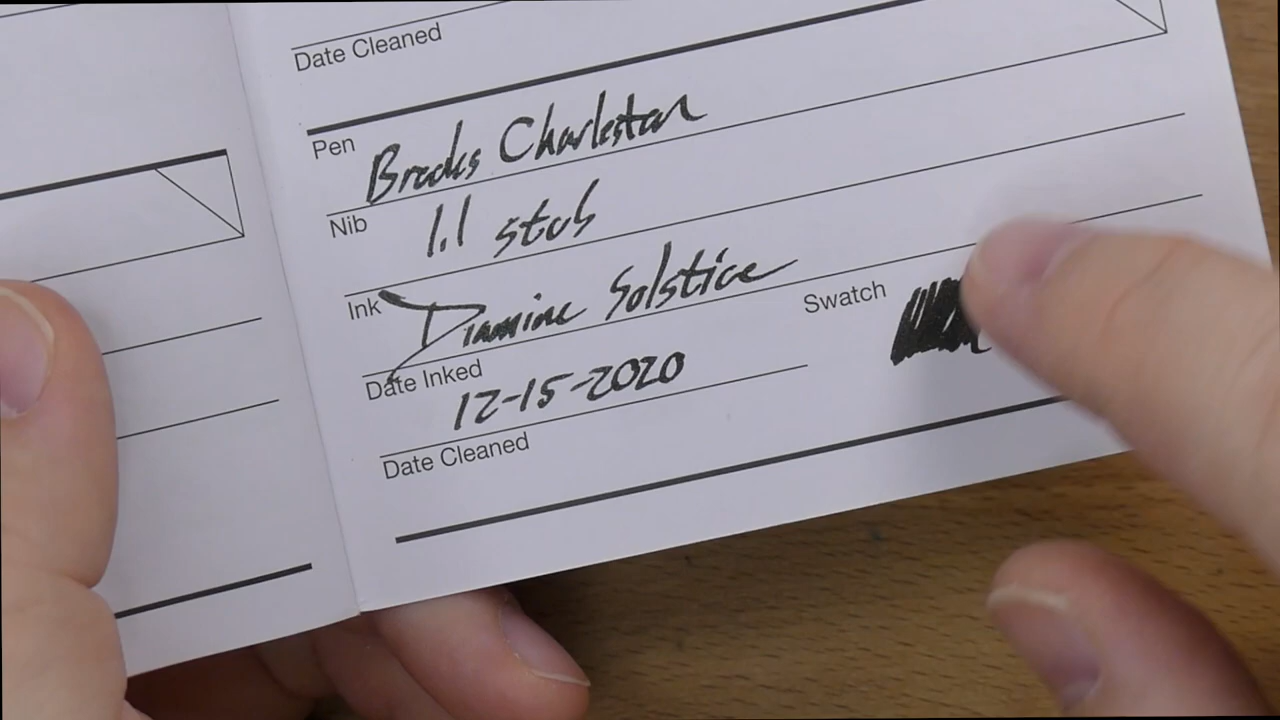 Date Cleaned
Pen Brooks Charleston
Nib 1.1 stub
Ink Diamine Solstice
Swatch
Date Inked 12-15-2020
Date Cleaned